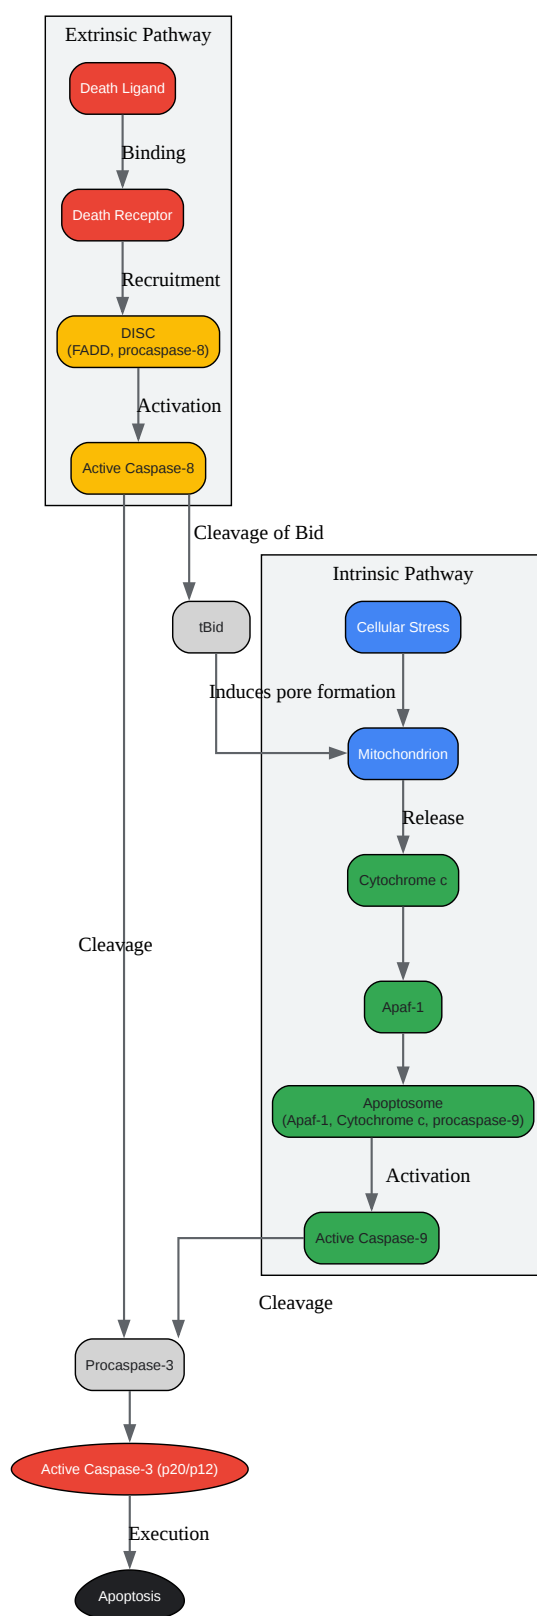 Extrinsic Pathway
Death Ligand
Binding
Death Receptor
Recruitment
DISC
(FADD, procaspase-8)
Activation
Active Caspase-8
Cleavage of Bid
Intrinsic Pathway
tBid
Cellular Stress
Induces pore formation
Mitochondrion
Release
Cytochrome c
Cleavage
Apaf-1
Apoptosome
(Apaf-1, Cytochrome c, procaspase-9)
Activation
Active Caspase-9
Cleavage
Procaspase-3
Active Caspase-3 (p20/p12)
Execution
Apoptosis